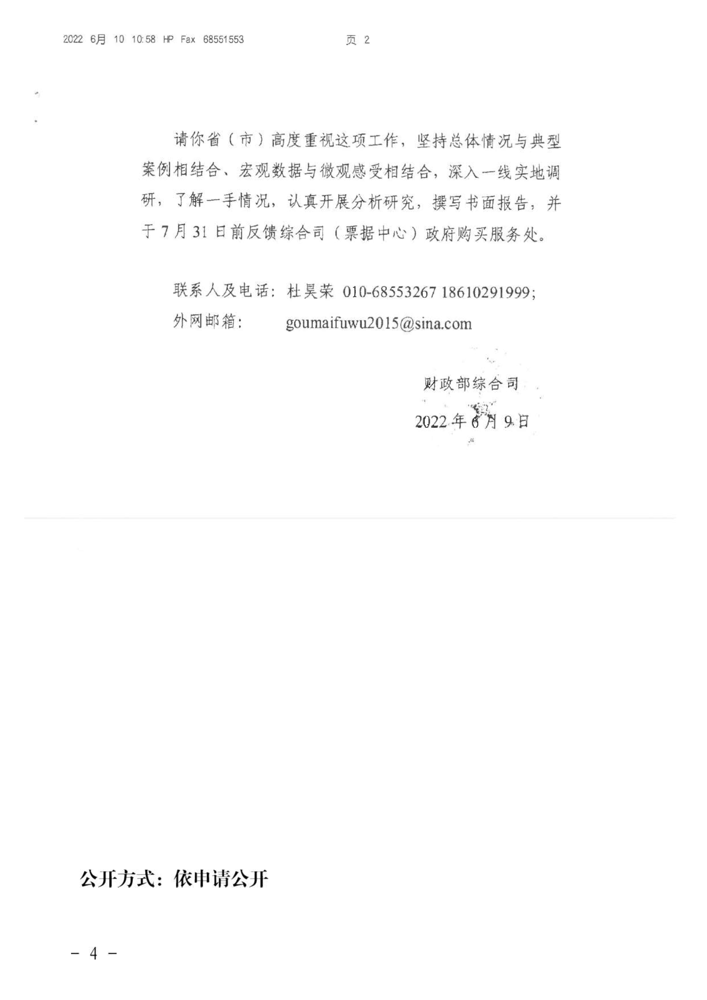 2022 6月 10 10:58 HP Fax 68551553 页 2
请你省（市）高度重视这项工作，坚持总体情况与典型
案例相结合、宏观数据与微观感受相结合，深入一线实地调
研，了解一手情况，认真开展分析研究，撰写书面报告，并
于 7 月 31 日前反馈综合司（票据中心）政府购买服务处。
联系人及电话：杜昊荣 010-68553267 18610291999;
外网邮箱： goumaifuwu2015@sina.com
财政部综合司
2022 年 6 月 9 日
公开方式：依申请公开
- 4 -